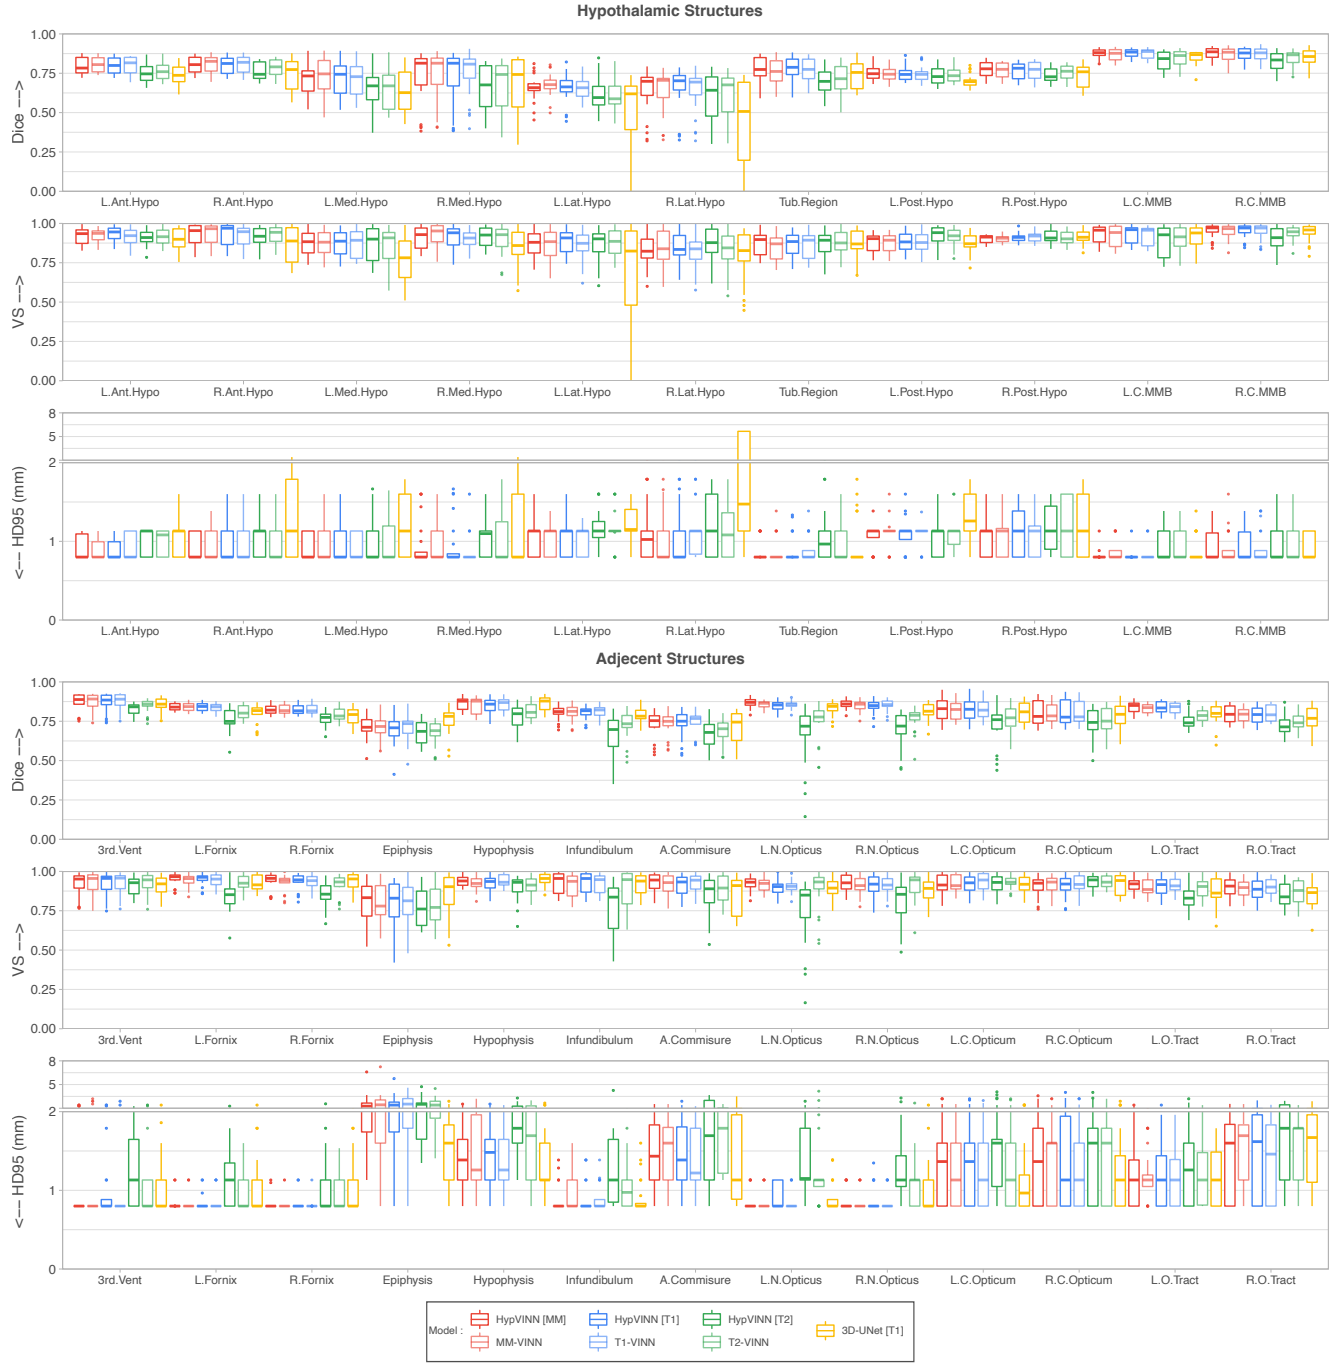 Hypothalamic Structures
1.00
0.75
0.50
0.25
0.00
Dice −−>
L.Ant.Hypo R.Ant.Hypo L.Med.Hypo R.Med.Hypo L.Lat.Hypo R.Lat.Hypo Tub.Region L.Post.Hypo R.Post.Hypo L.C.MMB R.C.MMB
1.00
0.75
0.50
0.25
0.00
VS −−>
L.Ant.Hypo R.Ant.Hypo L.Med.Hypo R.Med.Hypo L.Lat.Hypo R.Lat.Hypo Tub.Region L.Post.Hypo R.Post.Hypo L.C.MMB R.C.MMB
8
5
2
1
0
<−− HD95 (mm)
L.Ant.Hypo R.Ant.Hypo L.Med.Hypo R.Med.Hypo L.Lat.Hypo R.Lat.Hypo Tub.Region L.Post.Hypo R.Post.Hypo L.C.MMB R.C.MMB
Adjecent Structures
1.00
0.75
0.50
0.25
0.00
Dice −−>
3rd.Vent L.Fornix R.Fornix Epiphysis Hypophysis Infundibulum A.Commisure L.N.Opticus R.N.Opticus L.C.Opticum R.C.Opticum L.O.Tract R.O.Tract
1.00
0.75
0.50
0.25
0.00
VS −−>
3rd.Vent L.Fornix R.Fornix Epiphysis Hypophysis Infundibulum A.Commisure L.N.Opticus R.N.Opticus L.C.Opticum R.C.Opticum L.O.Tract R.O.Tract
8
5
2
1
0
<−− HD95 (mm)
3rd.Vent L.Fornix R.Fornix Epiphysis Hypophysis Infundibulum A.Commisure L.N.Opticus R.N.Opticus L.C.Opticum R.C.Opticum L.O.Tract R.O.Tract
Model : HypVINN [MM] HypVINN [T1] HypVINN [T2] 3D-UNet [T1]
MM-VINN T1-VINN T2-VINN